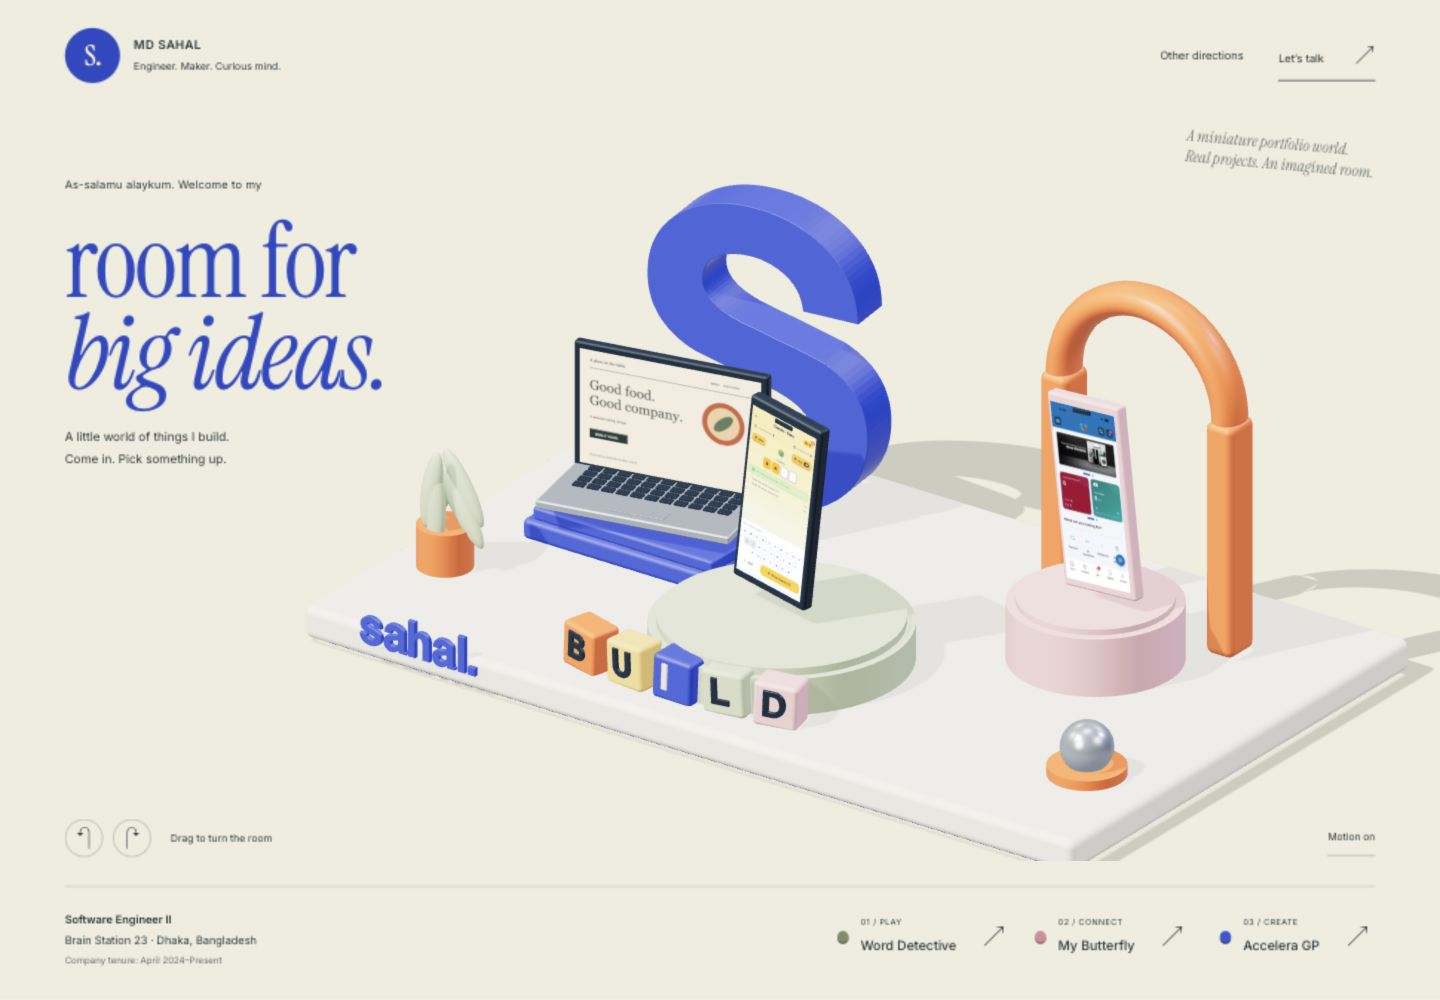 S.
MD SAHAL
Engineer. Maker. Curious mind.
Other directions
Let's talk
A miniature portfolio world.
Real projects. An imagined room.
As-salamu alaykum. Welcome to my
room for
big ideas.
A little world of things I build.
Come in. Pick something up.
S
Good food.
Good company.
sahal.
B U I L D
Drag to turn the room
Motion on
Software Engineer II
Brain Station 23 · Dhaka, Bangladesh
Company tenure: April 2024–Present
01 / PLAY
Word Detective
02 / CONNECT
My Butterfly
03 / CREATE
Accelera GP